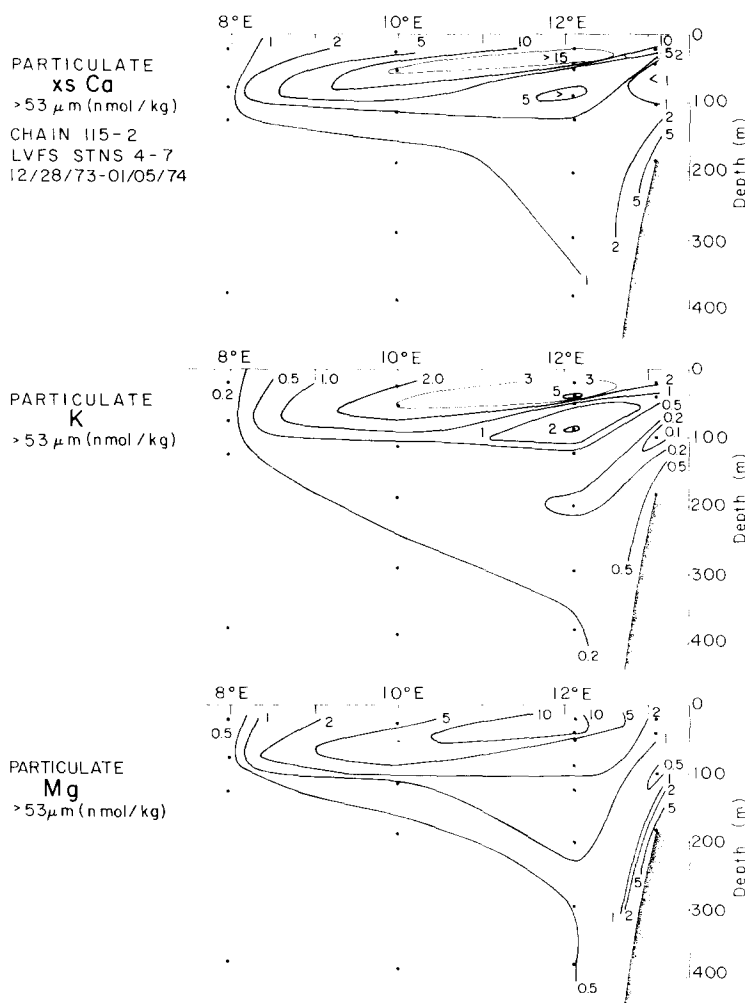 8°E 10°E 12°E
0
1 2 5 10 10
>15 5 2
PARTICULATE
xs Ca
>53 μm (nmol/kg)
5 > < 1
100
1
2
CHAIN 115-2
LVFS STNS 4-7
12/28/73-01/05/74
5
200
5
2
300
1
400
Depth (m)
8°E 10°E 12°E
0
PARTICULATE
K
>53 μm (nmol/kg)
0.2 0.5 1.0 2.0 3 5 3 2
1
0.5
1 2 0.2
100
0.1
0.2
0.5
200
0.5
300
0.2
400
Depth (m)
8°E 10°E 12°E
0
0.5 1 2 5 10 10 5 2
1
PARTICULATE
Mg
>53 μm (nmol/kg)
0.5
100
1
2
5
200
5
1 2
300
0.5
400
Depth (m)